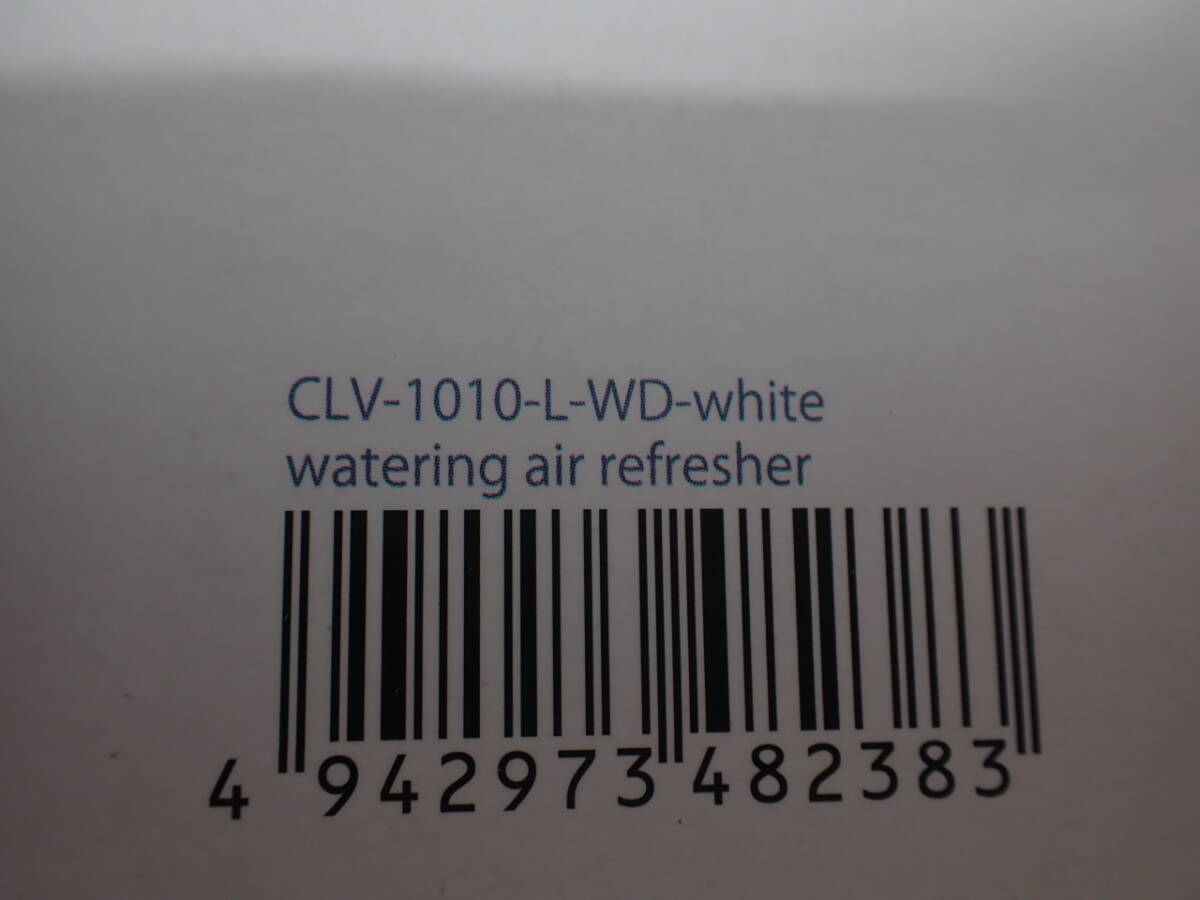 CLV-1010-L-WD-white
watering air refresher
4 942973 482383